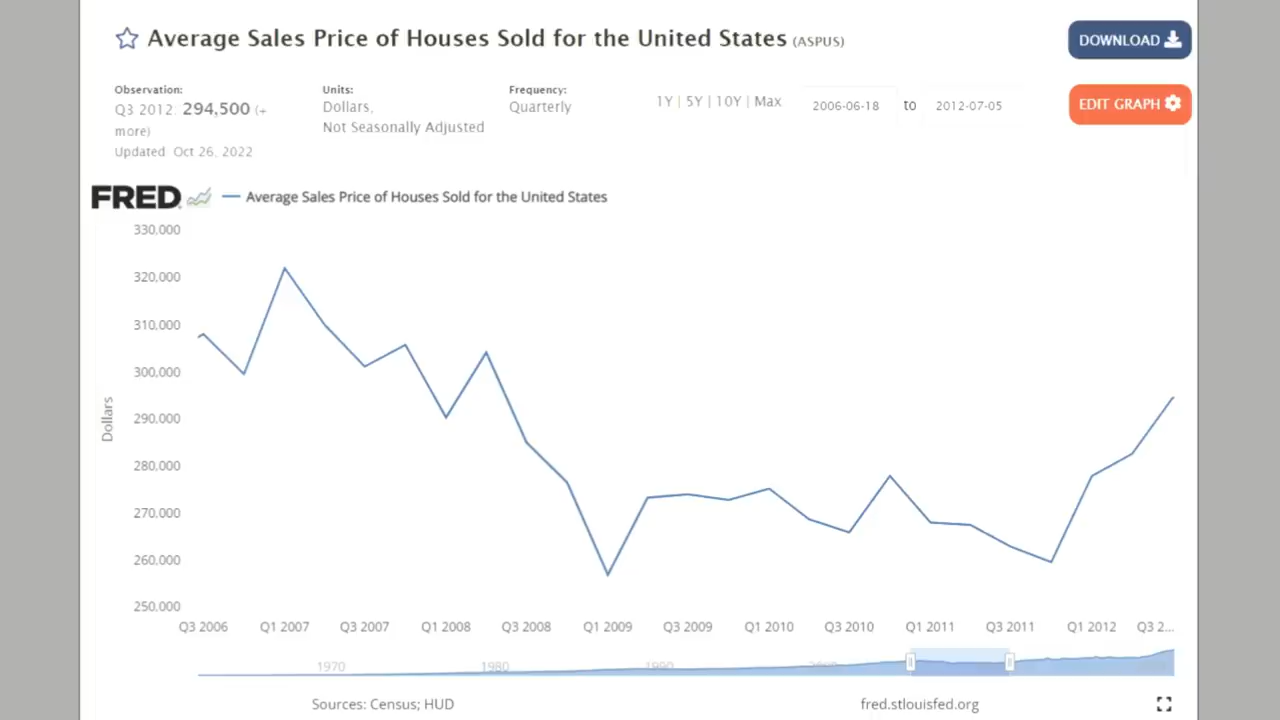 Average Sales Price of Houses Sold for the United States (ASPUS)
DOWNLOAD
Observation:
Q3 2012: 294,500 (+
more)
Updated Oct 26, 2022
Units:
Dollars,
Not Seasonally Adjusted
Frequency:
Quarterly
1Y | 5Y | 10Y | Max
2006-06-18 to 2012-07-05
EDIT GRAPH
FRED
Average Sales Price of Houses Sold for the United States
330,000
320,000
310,000
300,000
290,000
280,000
270,000
260,000
250,000
Dollars
Q3 2006 Q1 2007 Q3 2007 Q1 2008 Q3 2008 Q1 2009 Q3 2009 Q1 2010 Q3 2010 Q1 2011 Q3 2011 Q1 2012 Q3 2...
1970 1980 1990 2000
Sources: Census; HUD
fred.stlouisfed.org